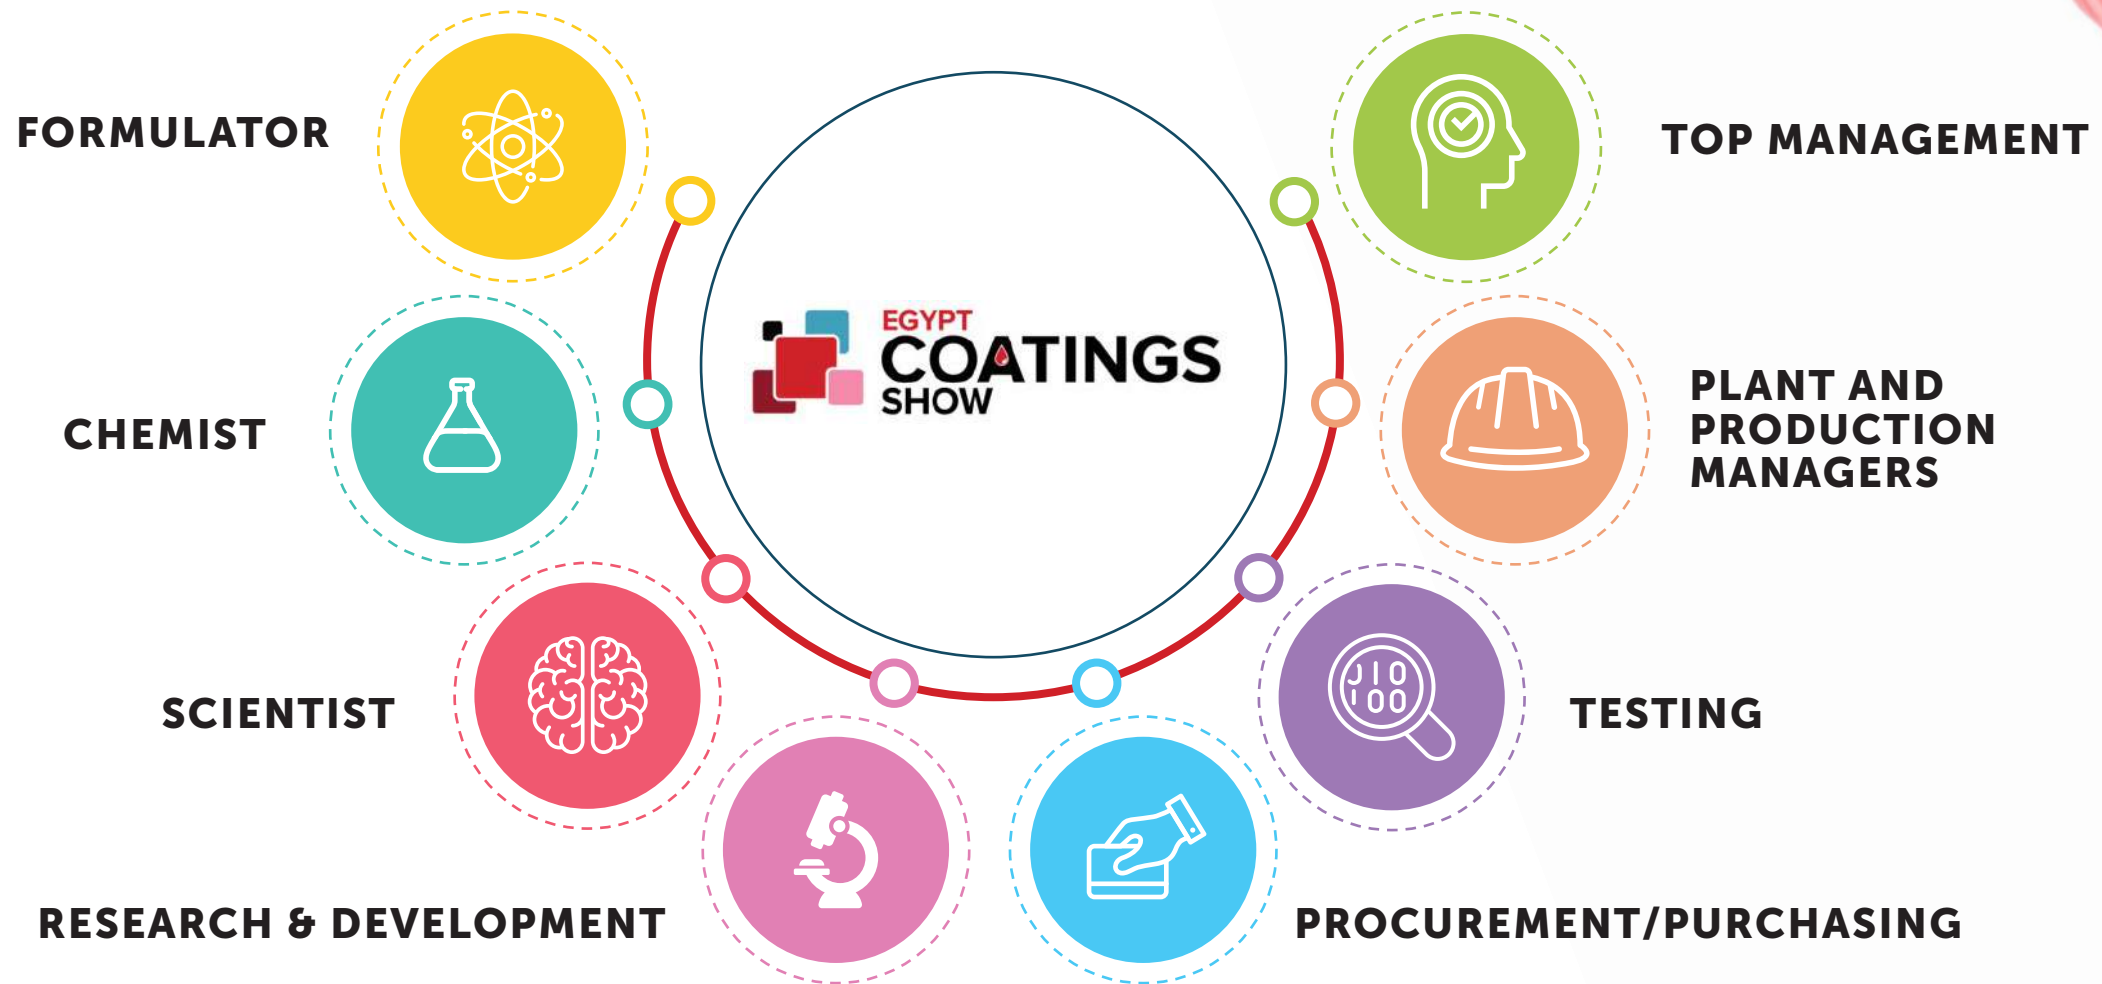 FORMULATOR
TOP MANAGEMENT
EGYPT
COATINGS
SHOW
CHEMIST
PLANT AND
PRODUCTION
MANAGERS
SCIENTIST
TESTING
RESEARCH & DEVELOPMENT
PROCUREMENT/PURCHASING